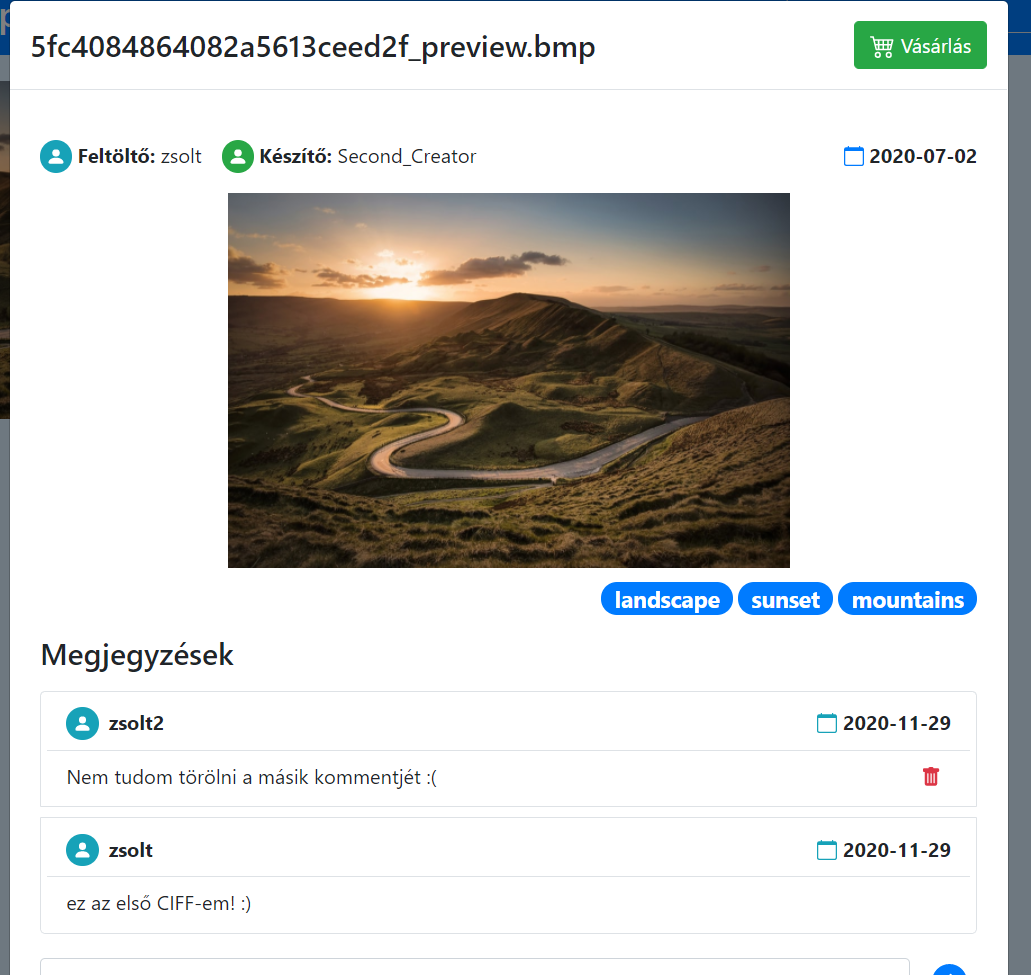 5fc4084864082a5613ceed2f_preview.bmp
Vásárlás
Feltöltő: zsolt Készítő: Second_Creator 2020-07-02
landscape sunset mountains
Megjegyzések
zsolt2 2020-11-29
Nem tudom törölni a másik kommentjét :(
zsolt 2020-11-29
ez az első CIFF-em! :)